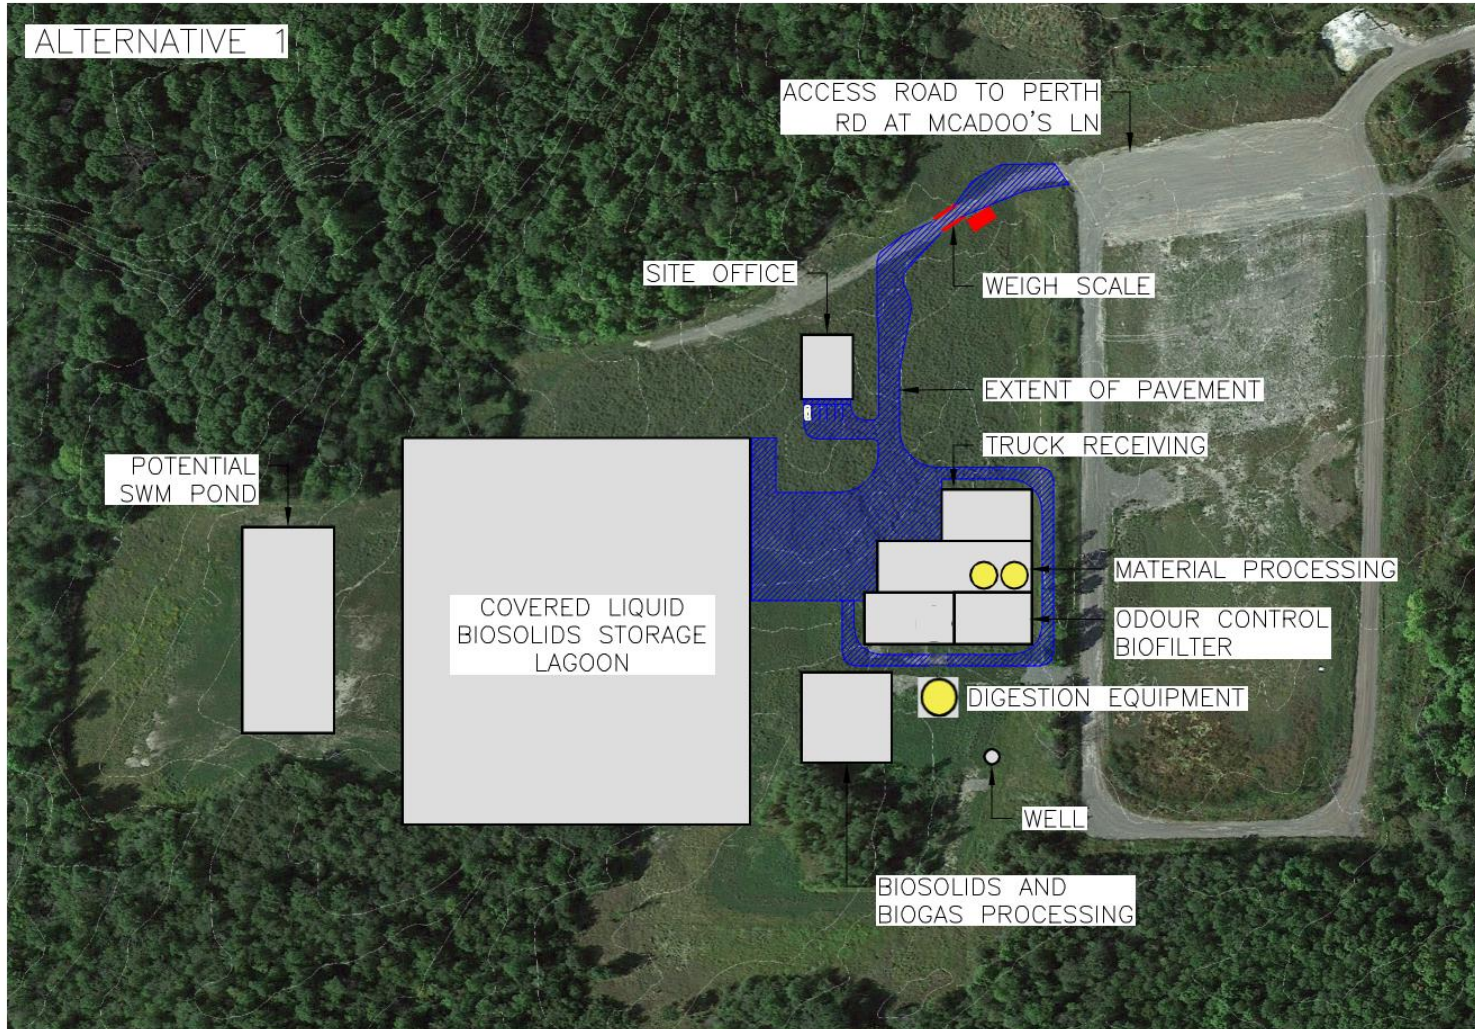 ALTERNATIVE 1
ACCESS ROAD TO PERTH
RD AT MCADOO'S LN
SITE OFFICE
WEIGH SCALE
EXTENT OF PAVEMENT
TRUCK RECEIVING
POTENTIAL
SWM POND
MATERIAL PROCESSING
COVERED LIQUID
BIOSOLIDS STORAGE
LAGOON
ODOUR CONTROL
BIOFILTER
DIGESTION EQUIPMENT
WELL
BIOSOLIDS AND
BIOGAS PROCESSING